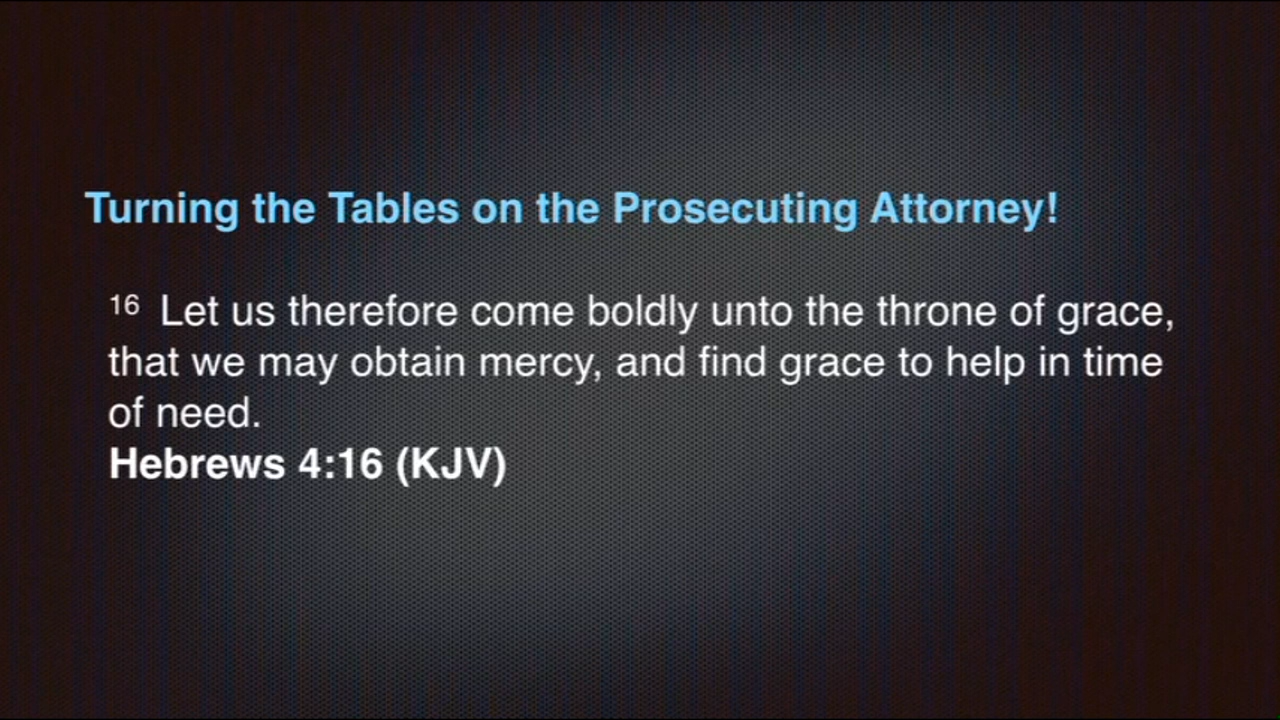 Turning the Tables on the Prosecuting Attorney!
16 Let us therefore come boldly unto the throne of grace,
that we may obtain mercy, and find grace to help in time
of need.
Hebrews 4:16 (KJV)